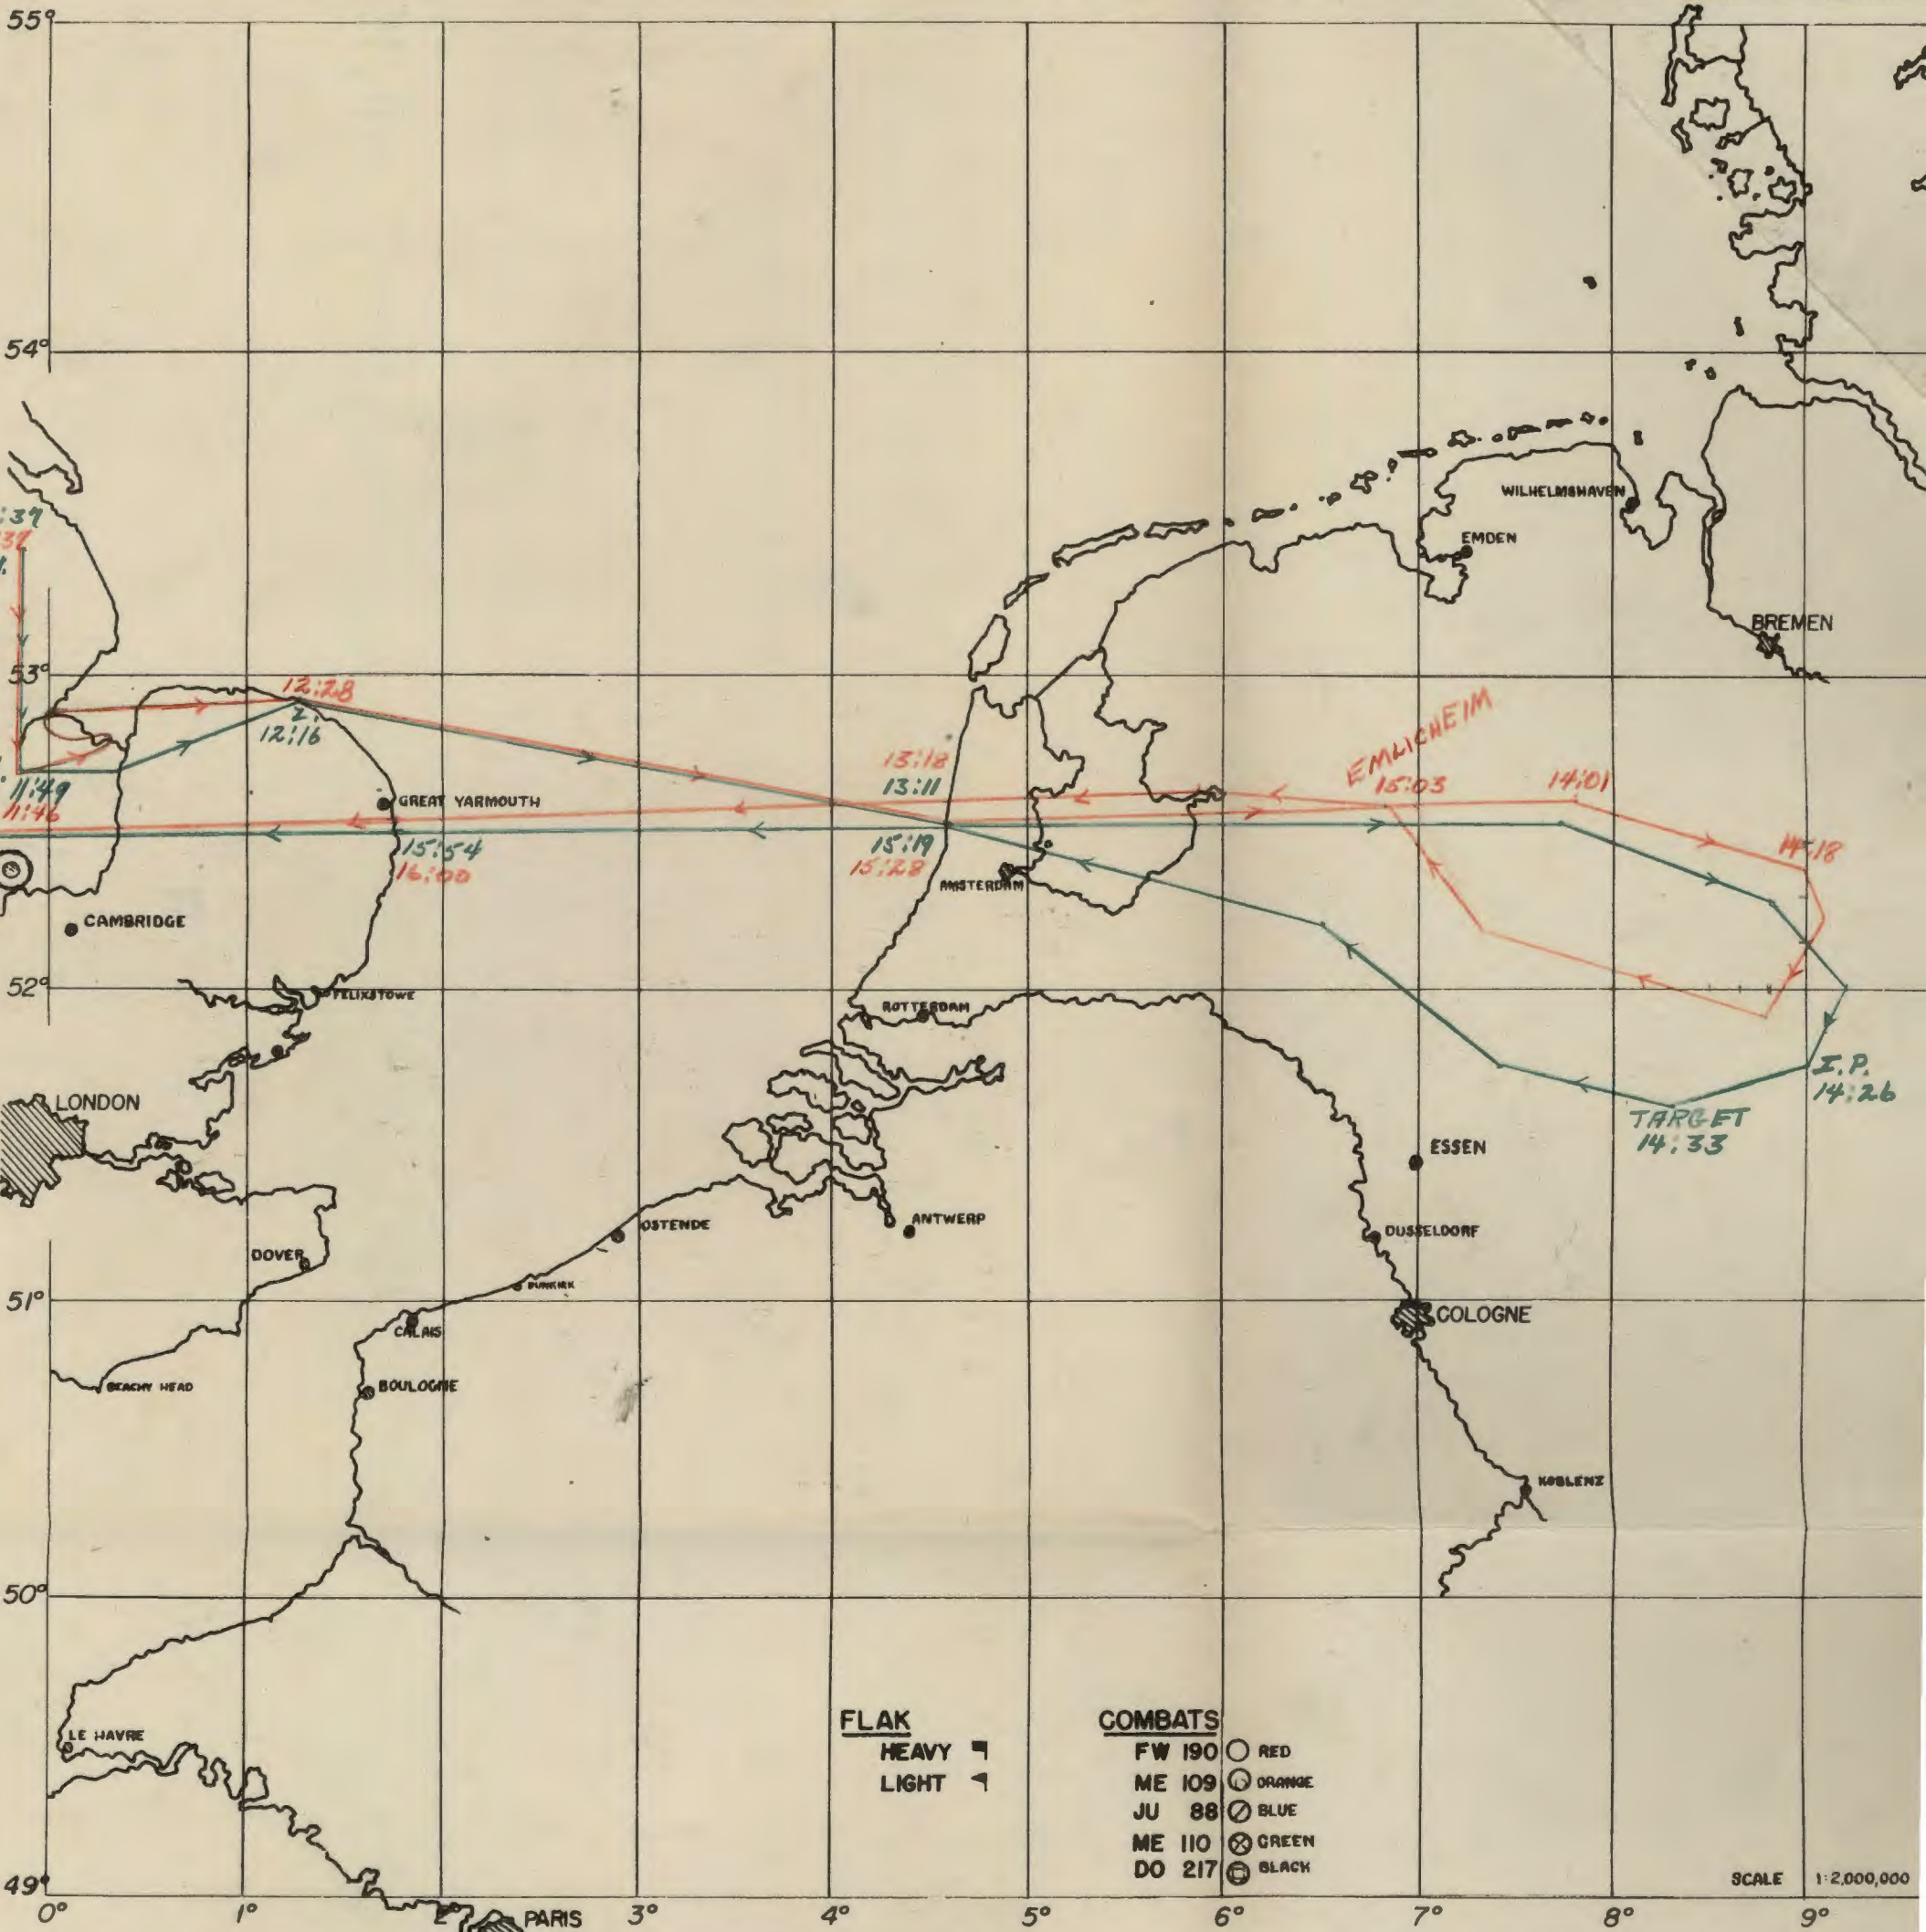 55°
54°
WILHELMSHAVEN
:37
EMDEN
:37
BREMEN
53°
12:28
Z.
12:16
EMLICHEIM
13:18
13:11
15:03
14:01
11:49
11:46
GREAT YARMOUTH
15:54
16:00
15:19
15:28
14:18
AMSTERDAM
CAMBRIDGE
52°
FELIXSTOWE
ROTTERDAM
I.P.
14:26
LONDON
TARGET
14:33
ESSEN
OSTENDE
ANTWERP
DUSSELDORF
DOVER
DUNKIRK
51°
COLOGNE
CALAIS
BEACHY HEAD
BOULOGNE
KOBLENZ
50°
LE HAVRE
FLAK
HEAVY
LIGHT
COMBATS
FW 190 RED
ME 109 ORANGE
JU 88 BLUE
ME 110 GREEN
DO 217 BLACK
SCALE 1:2,000,000
49°
0° 1° 2° PARIS 3° 4° 5° 6° 7° 8° 9°